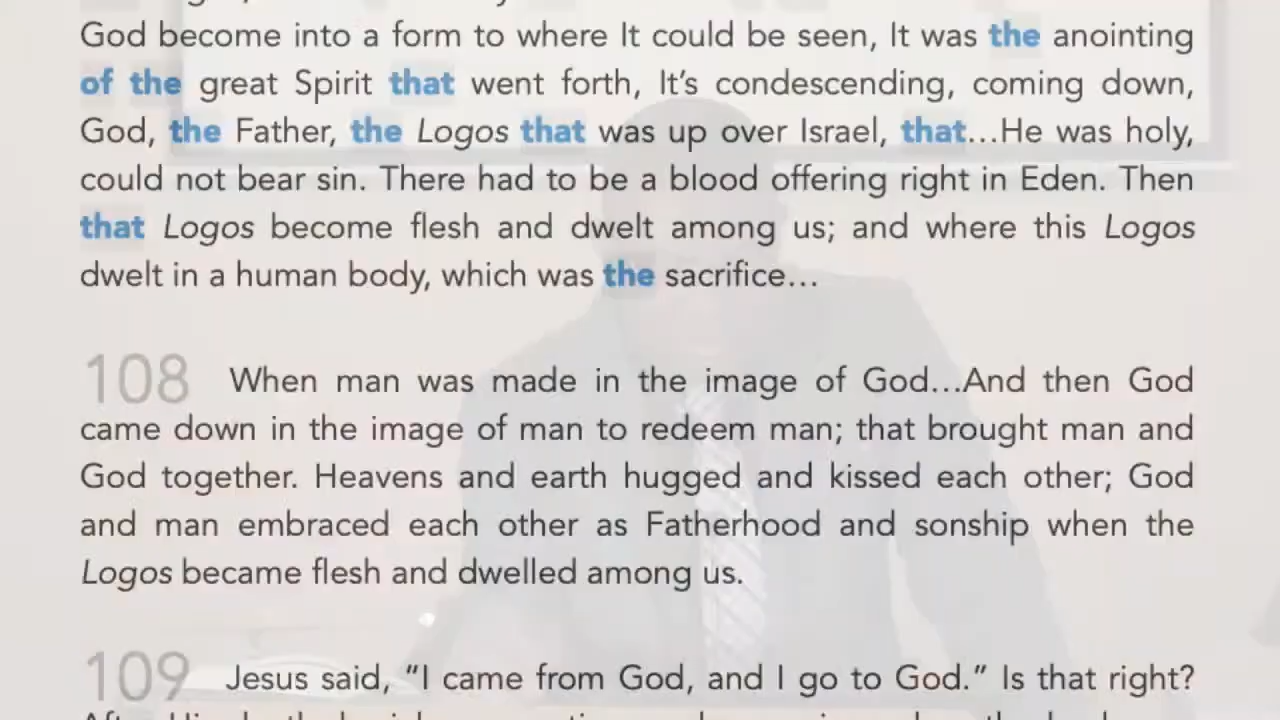 God become into a form to where It could be seen, It was the anointing
of the great Spirit that went forth, It’s condescending, coming down,
God, the Father, the Logos that was up over Israel, that…He was holy,
could not bear sin. There had to be a blood offering right in Eden. Then
that Logos become flesh and dwelt among us; and where this Logos
dwelt in a human body, which was the sacrifice…
108 When man was made in the image of God…And then God
came down in the image of man to redeem man; that brought man and
God together. Heavens and earth hugged and kissed each other; God
and man embraced each other as Fatherhood and sonship when the
Logos became flesh and dwelled among us.
109 Jesus said, “I came from God, and I go to God.” Is that right?